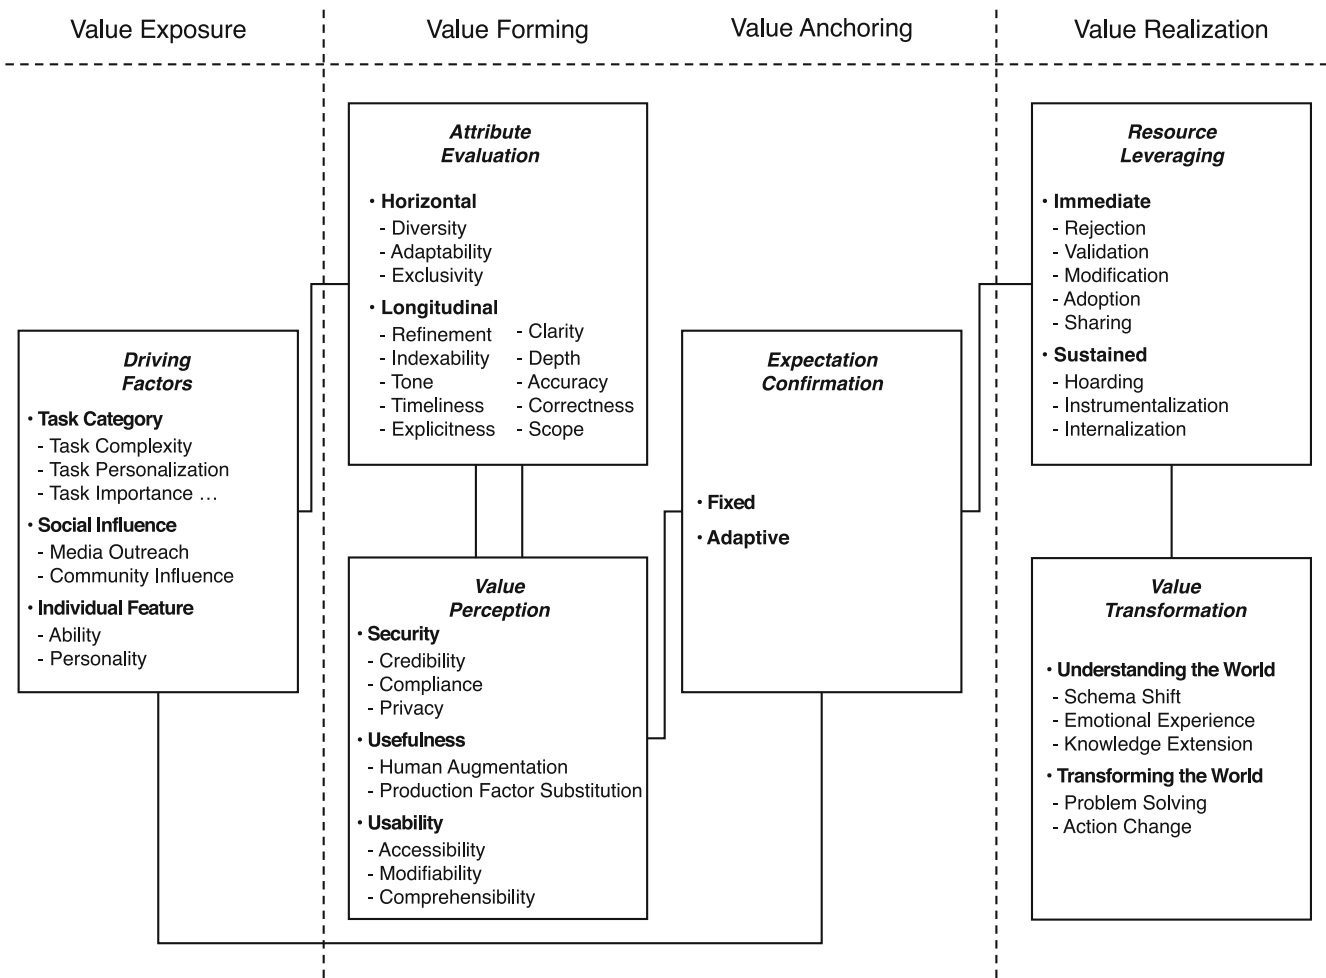 Value Exposure
Value Forming
Value Anchoring
Value Realization
Driving
Factors
• Task Category
- Task Complexity
- Task Personalization
- Task Importance ...
• Social Influence
- Media Outreach
- Community Influence
• Individual Feature
- Ability
- Personality
Attribute
Evaluation
• Horizontal
- Diversity
- Adaptability
- Exclusivity
• Longitudinal
- Refinement
- Indexability
- Tone
- Timeliness
- Explicitness
- Clarity
- Depth
- Accuracy
- Correctness
- Scope
Value
Perception
• Security
- Credibility
- Compliance
- Privacy
• Usefulness
- Human Augmentation
- Production Factor Substitution
• Usability
- Accessibility
- Modifiability
- Comprehensibility
Expectation
Confirmation
• Fixed
• Adaptive
Resource
Leveraging
• Immediate
- Rejection
- Validation
- Modification
- Adoption
- Sharing
• Sustained
- Hoarding
- Instrumentalization
- Internalization
Value
Transformation
• Understanding the World
- Schema Shift
- Emotional Experience
- Knowledge Extension
• Transforming the World
- Problem Solving
- Action Change